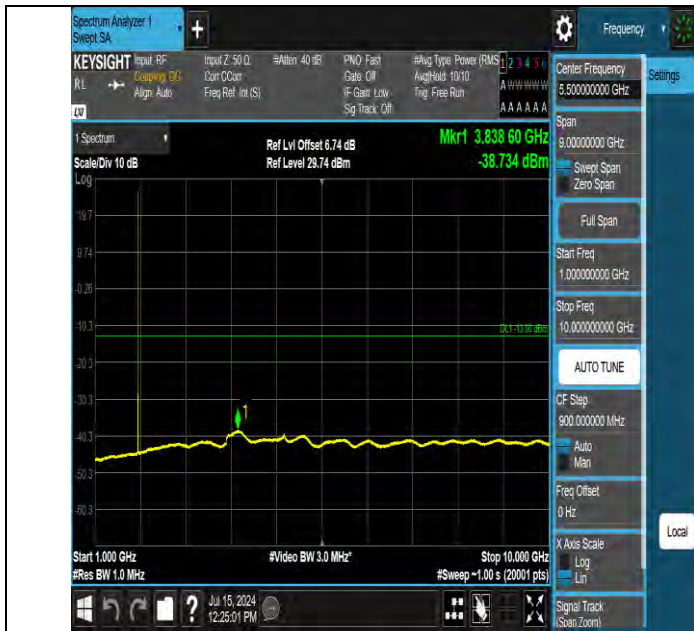 Spectrum Analyzer 1
Swept SA
+
Frequency
KEYSIGHT
RL
Input: RF
Coupling: DC
Align: Auto
Input Z: 50 Ω
Corr CCorr
Freq Ref: Int (S)
#Atten: 40 dB
PNO: Fast
Gate: Off
IF Gain: Low
Sig Track: Off
#Avg Type: Power (RMS
Avg|Hold: 10/10
Trig: Free Run
1 2 3 4 5 6
A W W W W W
A A A A A A
LXI
1 Spectrum
Scale/Div 10 dB
Ref Lvl Offset 6.74 dB
Ref Level 29.74 dBm
Mkr1 3.838 60 GHz
-38.734 dBm
Log
19.7
9.74
-0.26
-10.3
-20.3
-30.3
-40.3
-50.3
-60.3
DL1 -13.00 dBm
1
Start 1.000 GHz
#Res BW 1.0 MHz
#Video BW 3.0 MHz*
Stop 10.000 GHz
#Sweep ~1.00 s (20001 pts)
Center Frequency
5.500000000 GHz
Settings
Span
9.00000000 GHz
Swept Span
Zero Span
Full Span
Start Freq
1.000000000 GHz
Stop Freq
10.000000000 GHz
AUTO TUNE
CF Step
900.000000 MHz
Auto
Man
Freq Offset
0 Hz
X Axis Scale
Log
Lin
Signal Track
(Span Zoom)
Local
?
Jul 15, 2024
12:25:01 PM